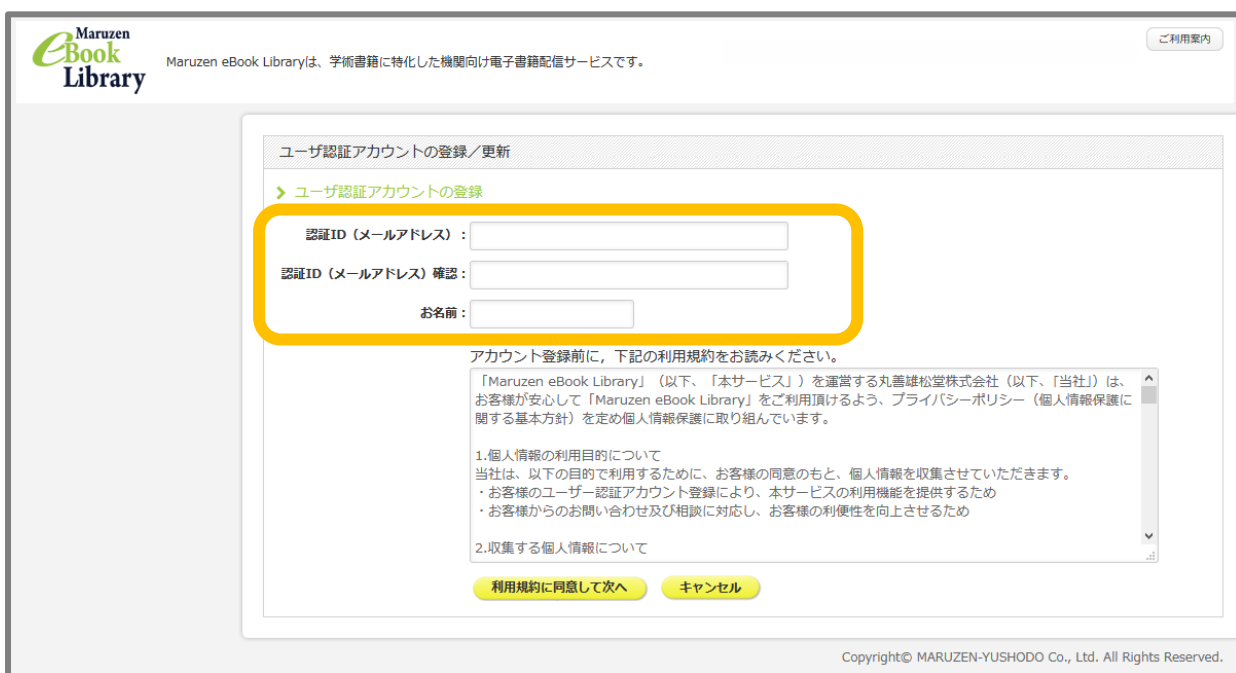 Maruzen
eBook
Library
Maruzen eBook Libraryは、学術書籍に特化した機関向け電子書籍配信サービスです。
ご利用案内
ユーザ認証アカウントの登録／更新
ユーザ認証アカウントの登録
認証ID（メールアドレス）：
認証ID（メールアドレス）確認：
お名前：
アカウント登録前に，下記の利用規約をお読みください。
「Maruzen eBook Library」（以下、「本サービス」）を運営する丸善雄松堂株式会社（以下、「当社」）は、
お客様が安心して「Maruzen eBook Library」をご利用頂けるよう、プライバシーポリシー（個人情報保護に
関する基本方針）を定め個人情報保護に取り組んでいます。
1.個人情報の利用目的について
当社は、以下の目的で利用するために、お客様の同意のもと、個人情報を収集させていただきます。
・お客様のユーザー認証アカウント登録により、本サービスの利用機能を提供するため
・お客様からのお問い合わせ及び相談に対応し、お客様の利便性を向上させるため
2.収集する個人情報について
利用規約に同意して次へ
キャンセル
Copyright© MARUZEN-YUSHODO Co., Ltd. All Rights Reserved.